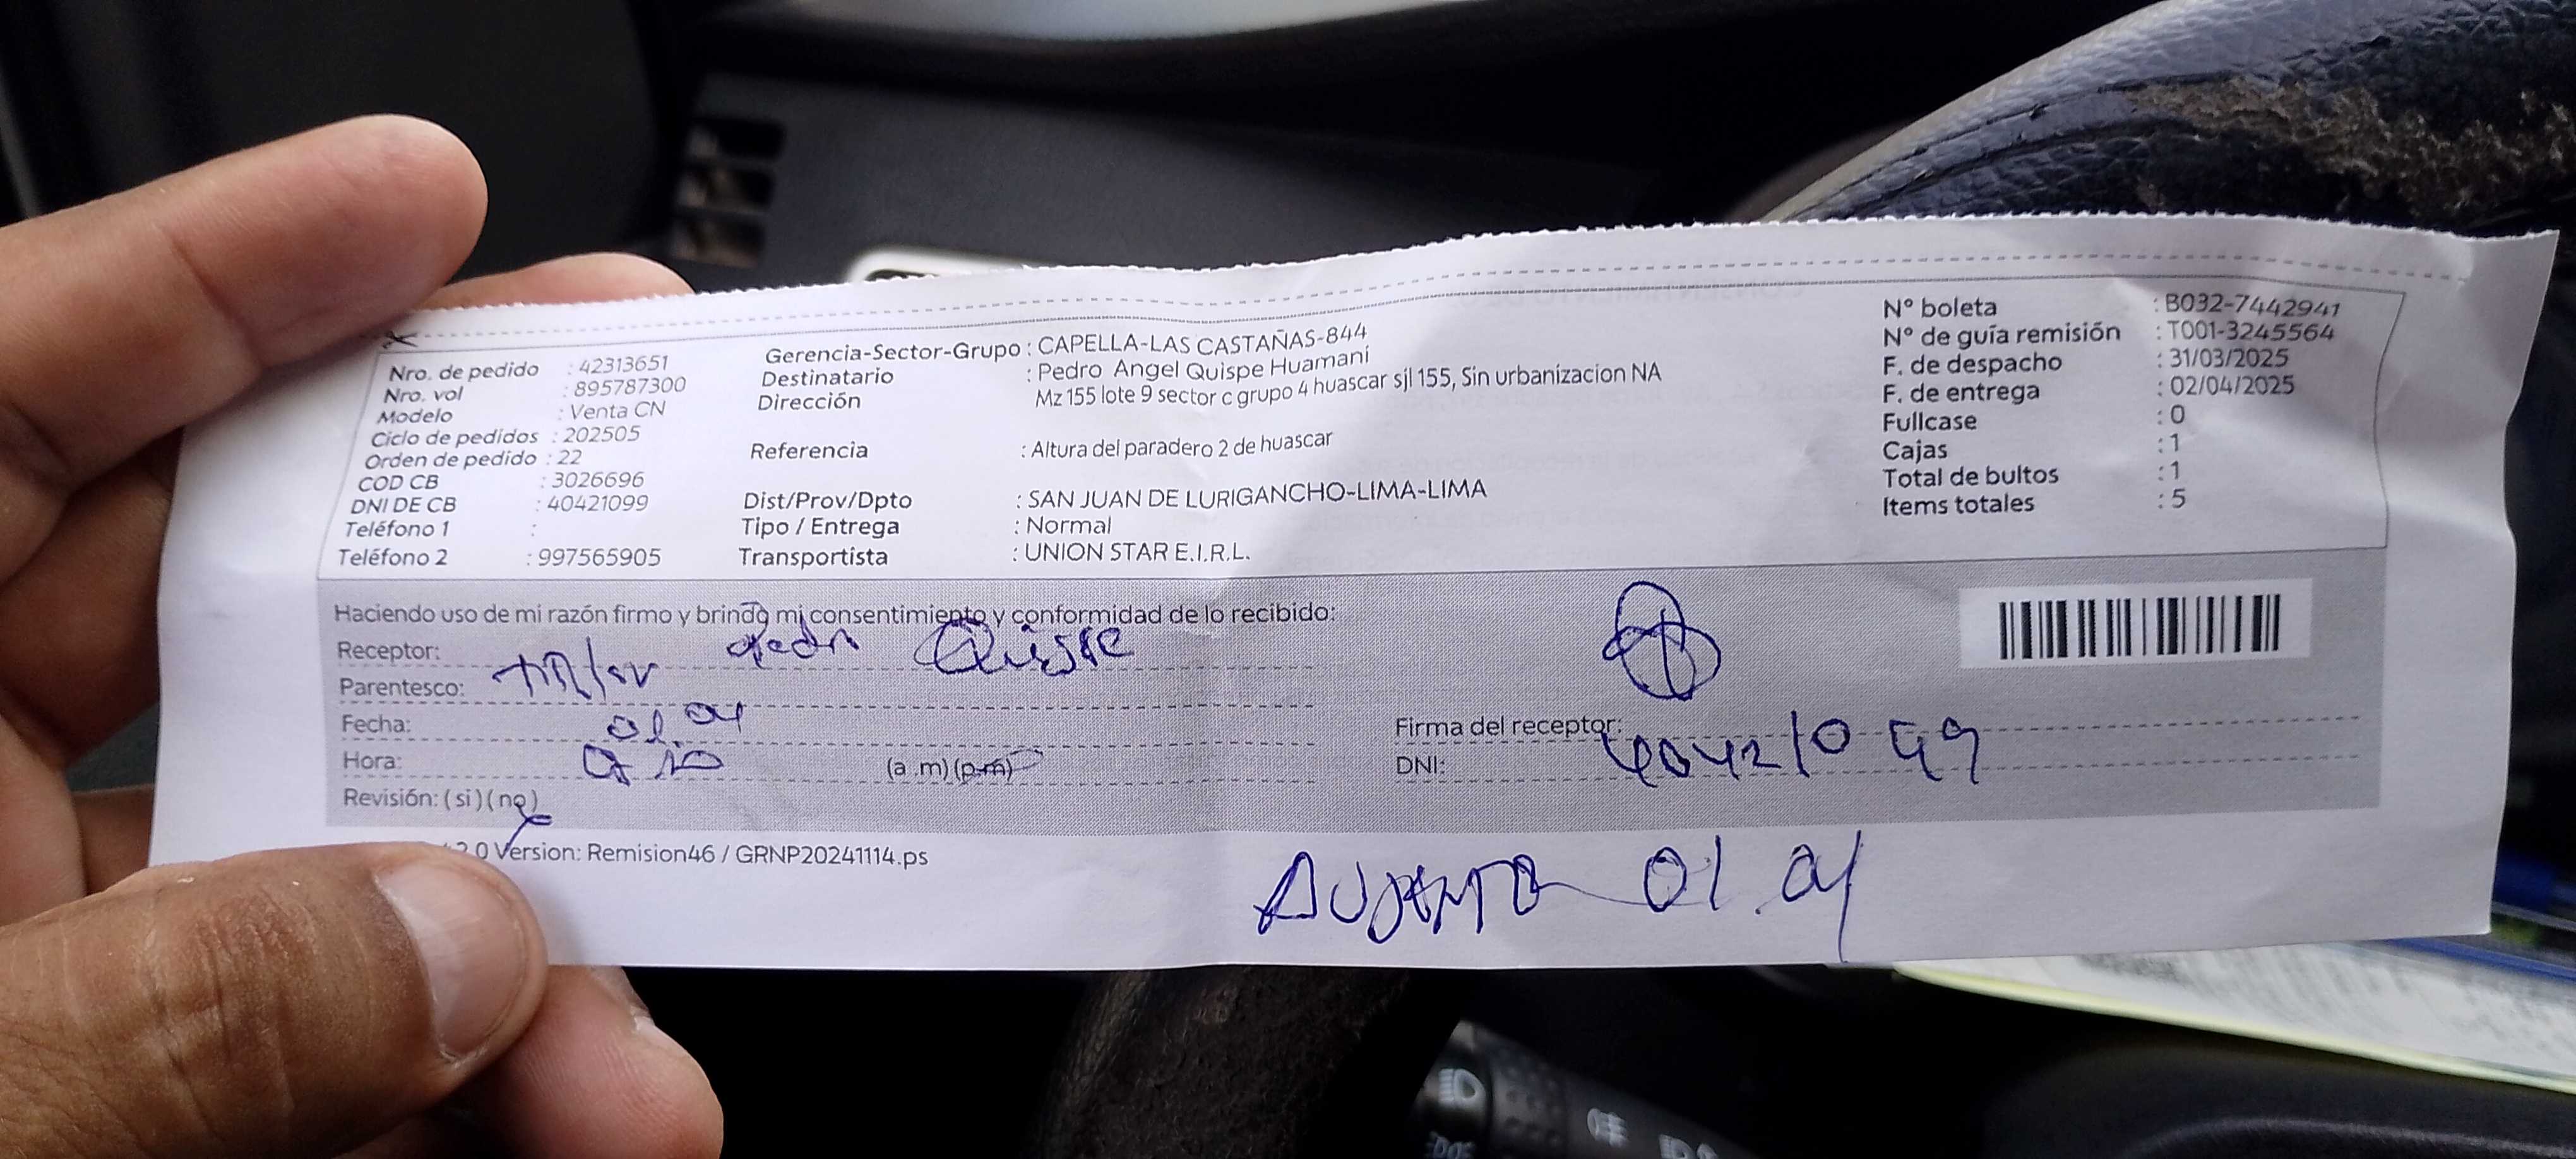 Nro. de pedido : 42313651
Nro. vol : 895787300
Modelo : Venta CN
Ciclo de pedidos : 202505
Orden de pedido : 22
COD CB : 3026696
DNI DE CB : 40421099
Teléfono 1 :
Teléfono 2 : 997565905
Gerencia-Sector-Grupo : CAPELLA-LAS CASTAÑAS-844
Destinatario : Pedro Angel Quispe Huamaní
Dirección Mz 155 lote 9 sector c grupo 4 huascar sjl 155, Sin urbanizacion NA
Referencia : Altura del paradero 2 de huascar
Dist/Prov/Dpto : SAN JUAN DE LURIGANCHO-LIMA-LIMA
Tipo / Entrega : Normal
Transportista : UNION STAR E.I.R.L.
N° boleta : B032-7442941
N° de guía remisión : T001-3245564
F. de despacho : 31/03/2025
F. de entrega : 02/04/2025
Fullcase : 0
Cajas : 1
Total de bultos : 1
Items totales : 5
Haciendo uso de mi razón firmo y brindo mi consentimiento y conformidad de lo recibido:
Receptor: Pedro Quispe
Parentesco: Titular
Fecha: 01.04
Hora: (a .m) (p.m)
Revisión: ( si ) ( no )
Firma del receptor:
DNI: 40421099
2.0 Version: Remision46 / GRNP20241114.ps
01.04